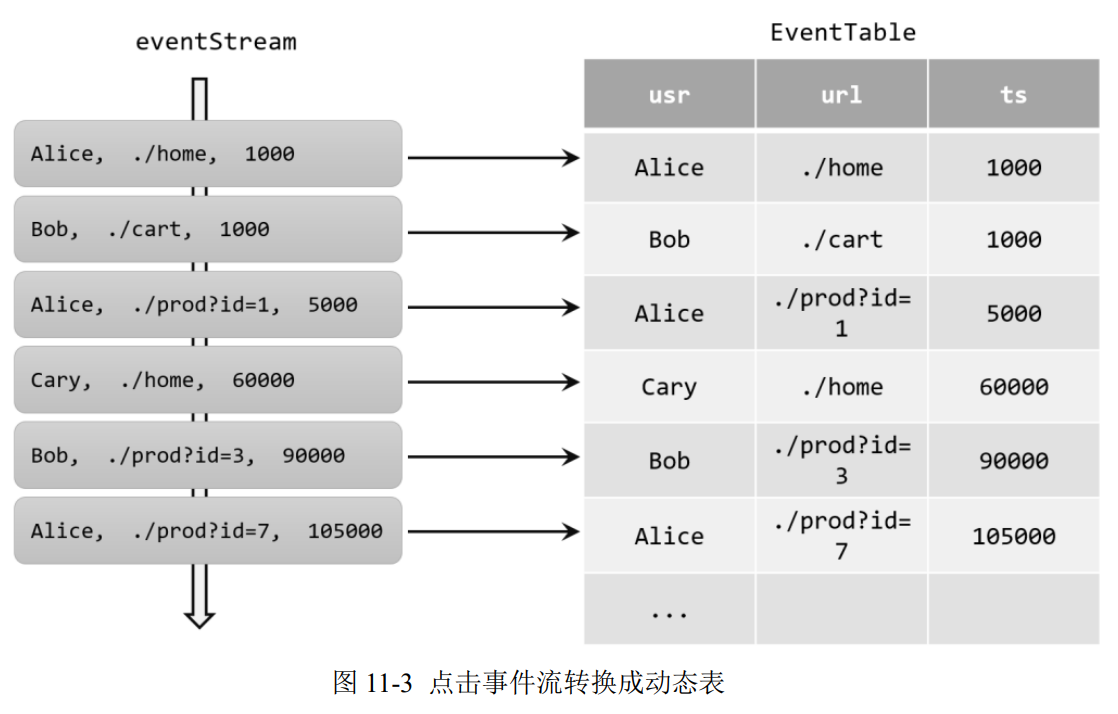 eventStream
Alice, ./home, 1000
Bob, ./cart, 1000
Alice, ./prod?id=1, 5000
Cary, ./home, 60000
Bob, ./prod?id=3, 90000
Alice, ./prod?id=7, 105000
EventTable
usr url ts
Alice ./home 1000
Bob ./cart 1000
Alice ./prod?id=
1 5000
Cary ./home 60000
Bob ./prod?id=
3 90000
Alice ./prod?id=
7 105000
...
图 11-3 点击事件流转换成动态表